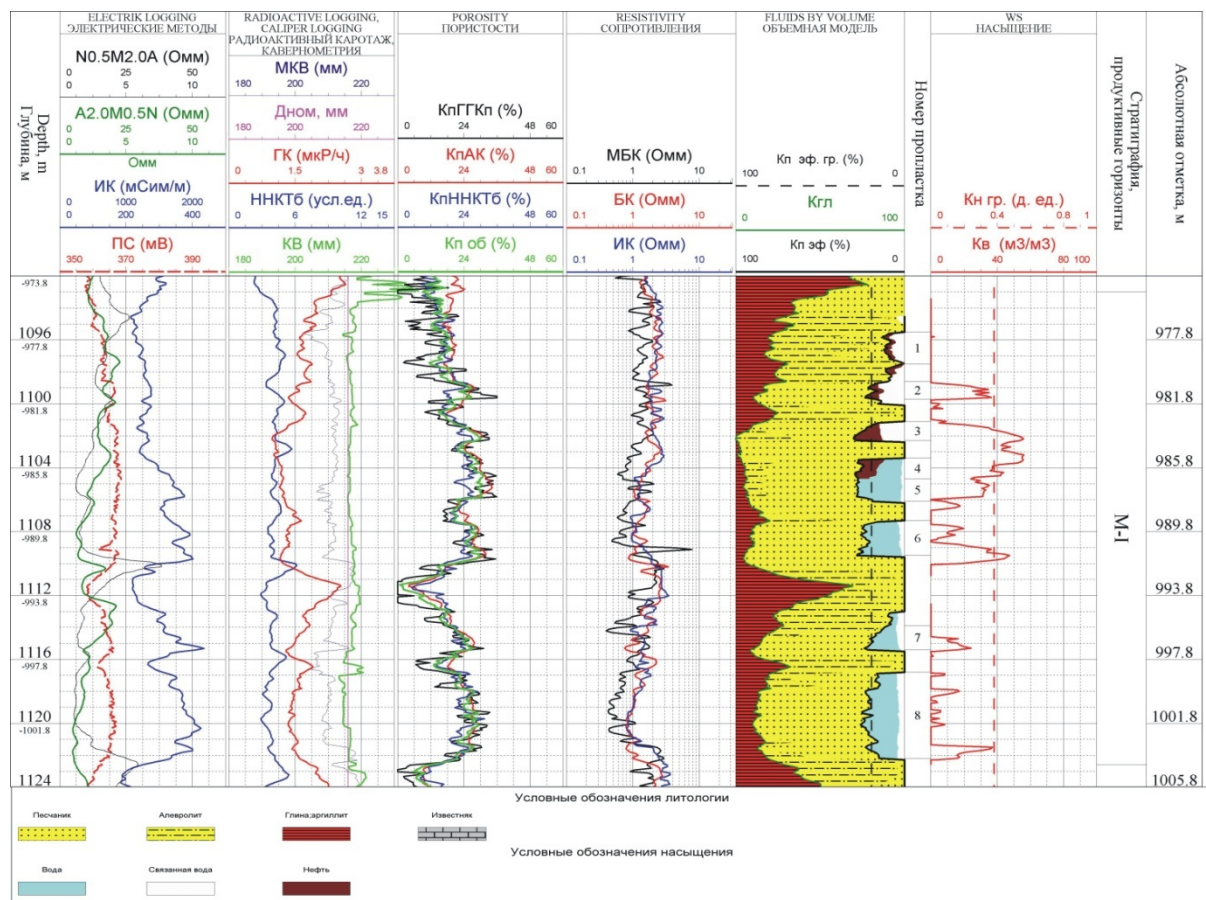 ELECTRIK LOGGING
ЭЛЕКТРИЧЕСКИЕ МЕТОДЫ
RADIOACTIVE LOGGING,
CALIPER LOGGING
РАДИОАКТИВНЫЙ КАРОТАЖ,
КАВЕРНОМЕТРИЯ
POROSITY
ПОРИСТОСТИ
RESISTIVITY
СОПРОТИВЛЕНИЯ
FLUIDS BY VOLUME
ОБЪЕМНАЯ МОДЕЛЬ
WS
НАСЫЩЕНИЕ
Depth, m
Глубина, м
N0.5M2.0A (Омм)
0 25 50
0 5 10
A2.0M0.5N (Омм)
0 25 50
0 5 10
Омм
ИК (мСим/м)
0 1000 2000
0 200 400
ПС (мВ)
350 370 390
МКВ (мм)
180 200 220
Дном, мм
180 200 220
ГК (мкР/ч)
0 1.5 3 3.8
ННКТб (усл.ед.)
0 6 12 15
КВ (мм)
180 200 220
КпГГКп (%)
0 24 48 60
КпАК (%)
0 24 48 60
КпННКТб (%)
0 24 48 60
Кп об (%)
0 24 48 60
МБК (Омм)
0.1 1 10
БК (Омм)
0.1 1 10
ИК (Омм)
0.1 1 10
Кп эф. гр. (%)
100 0
Кгл
0 100
Кп эф (%)
100 0
Номер пропластка
Кн гр. (д. ед.)
0 0.4 0.8 1
Кв (м3/м3)
0 40 80 100
Стратиграфия,
продуктивные горизонты
Абсолютная отметка, м
-973.8
1096
-977.8
1100
-981.8
1104
-985.8
1108
-989.8
1112
-993.8
1116
-997.8
1120
-1001.8
1124
1
2
3
4
5
6
7
8
М-I
977.8
981.8
985.8
989.8
993.8
997.8
1001.8
1005.8
Условные обозначения литологии
Песчаник Алевролит Глина;аргиллит Известняк
Условные обозначения насыщения
Вода Связанная вода Нефть